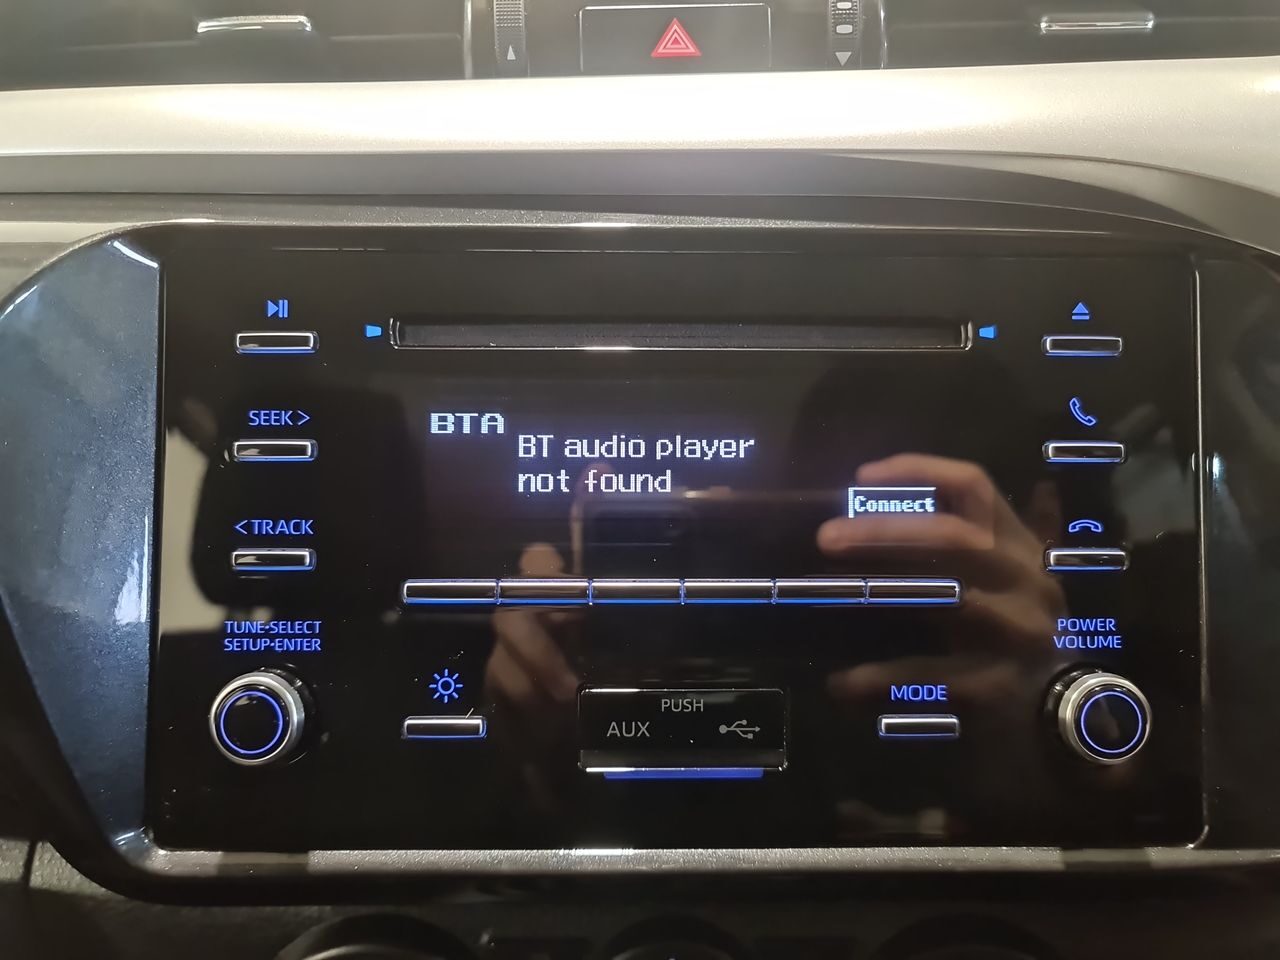 SEEK >
< TRACK
TUNE•SELECT
SETUP•ENTER
BTA
BT audio player
not found
Connect
PUSH
AUX
MODE
POWER
VOLUME